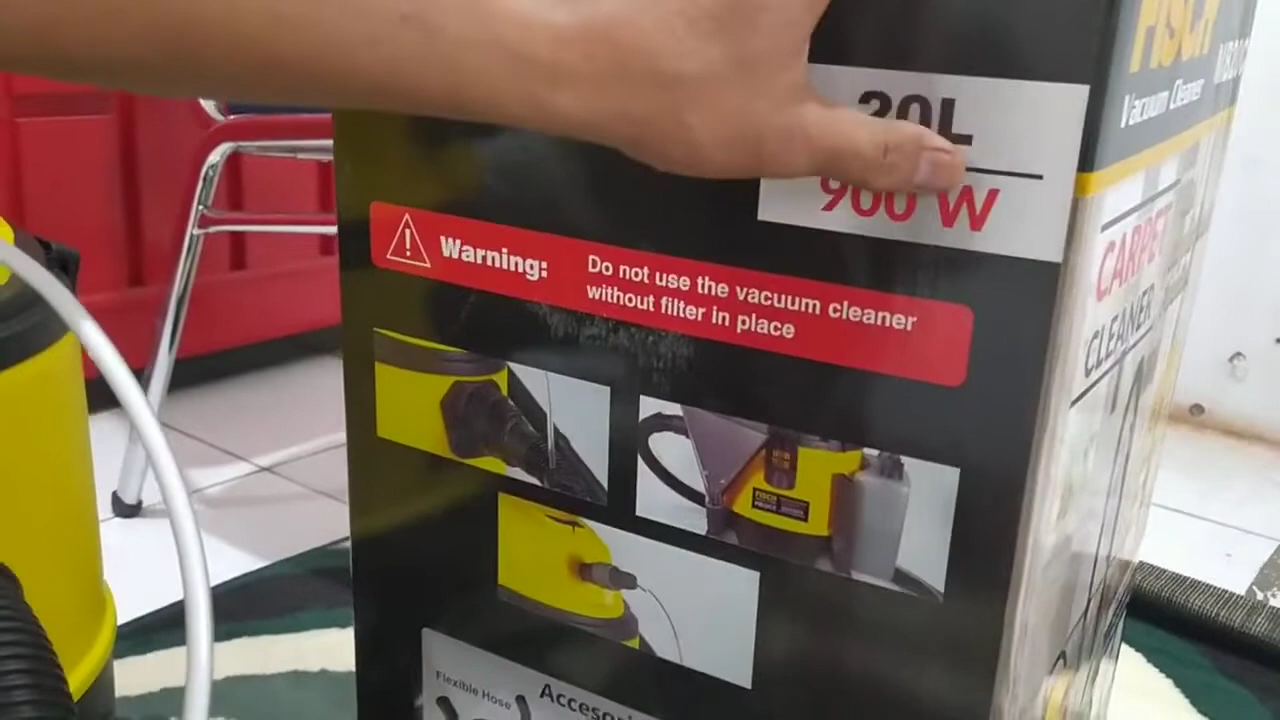 FISCH
Vacuum Cleaner
20L
900 W
CARPET
CLEANER
Warning:
Do not use the vacuum cleaner
without filter in place
FISCH
Flexible Hose